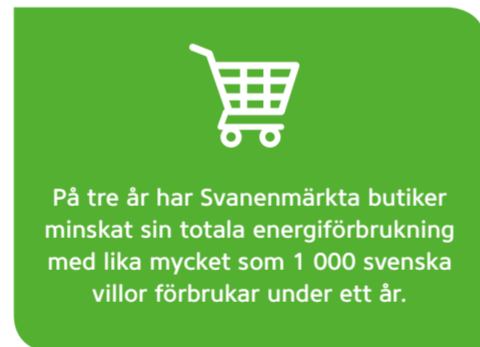 På tre år har Svanenmärkta butiker
minskat sin totala energiförbrukning
med lika mycket som 1 000 svenska
villor förbrukar under ett år.